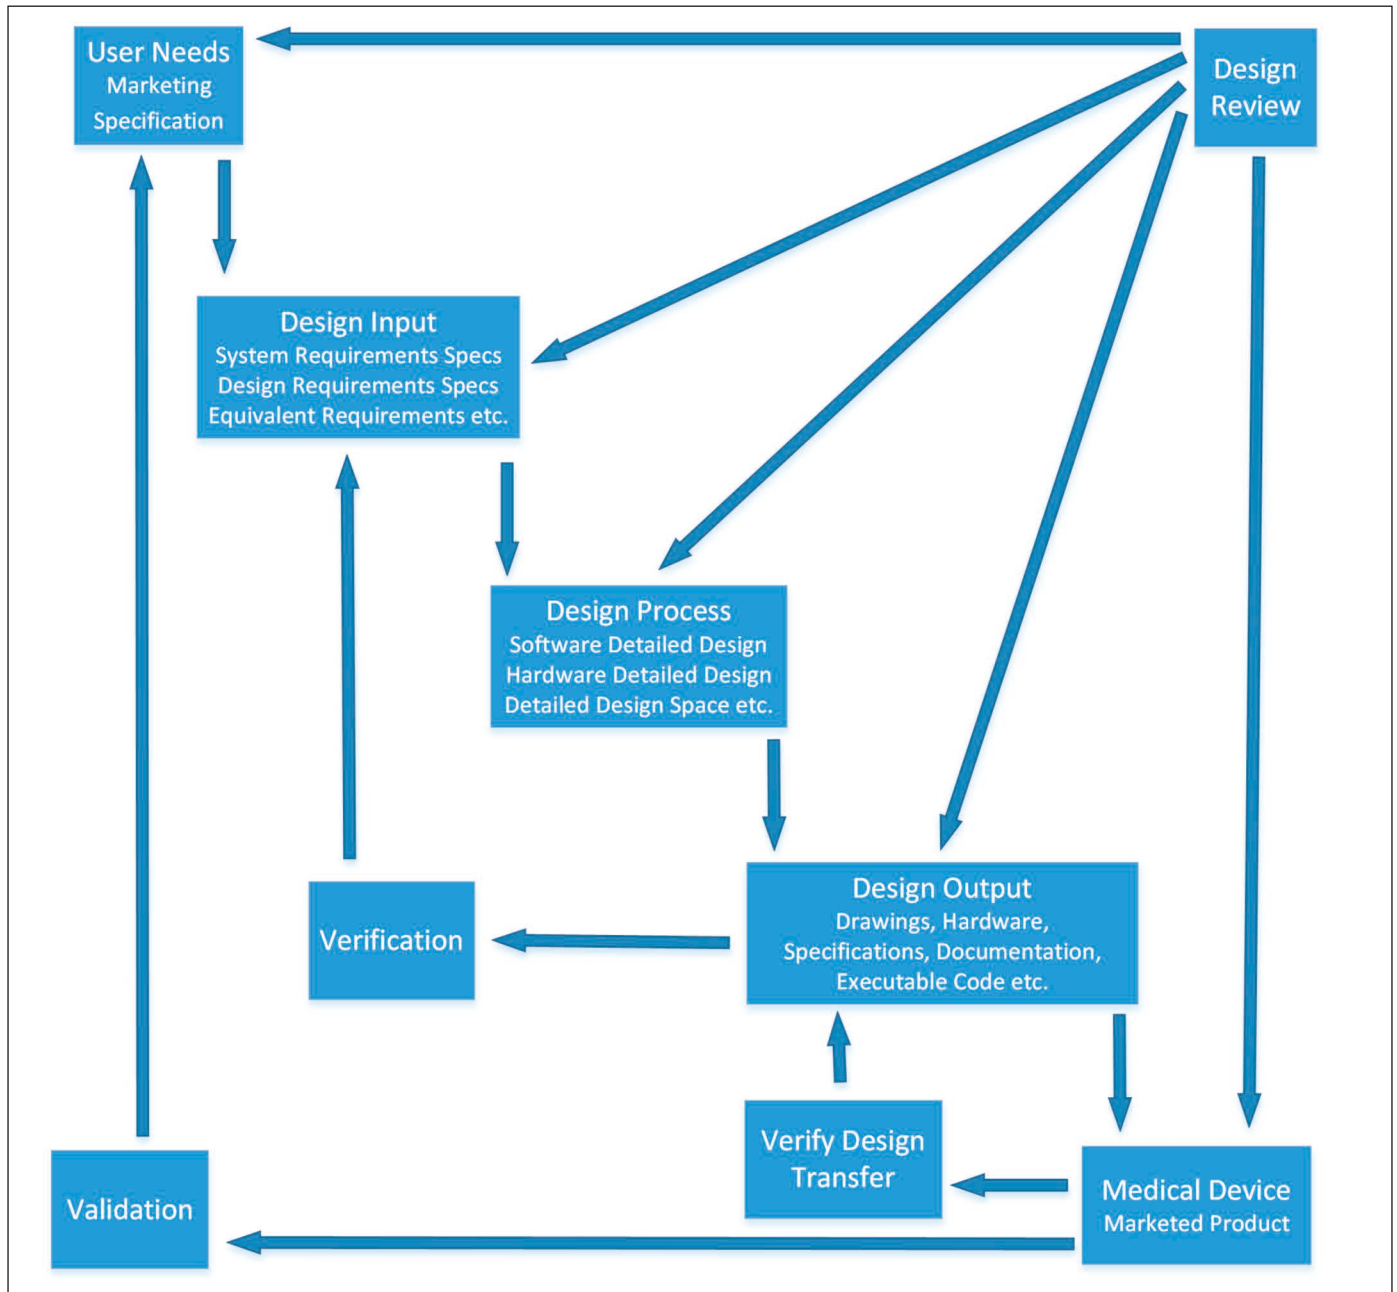 User Needs
Marketing
Specification
Design
Review
Design Input
System Requirements Specs
Design Requirements Specs
Equivalent Requirements etc.
Design Process
Software Detailed Design
Hardware Detailed Design
Detailed Design Space etc.
Design Output
Drawings, Hardware,
Specifications, Documentation,
Executable Code etc.
Verification
Verify Design
Transfer
Medical Device
Marketed Product
Validation